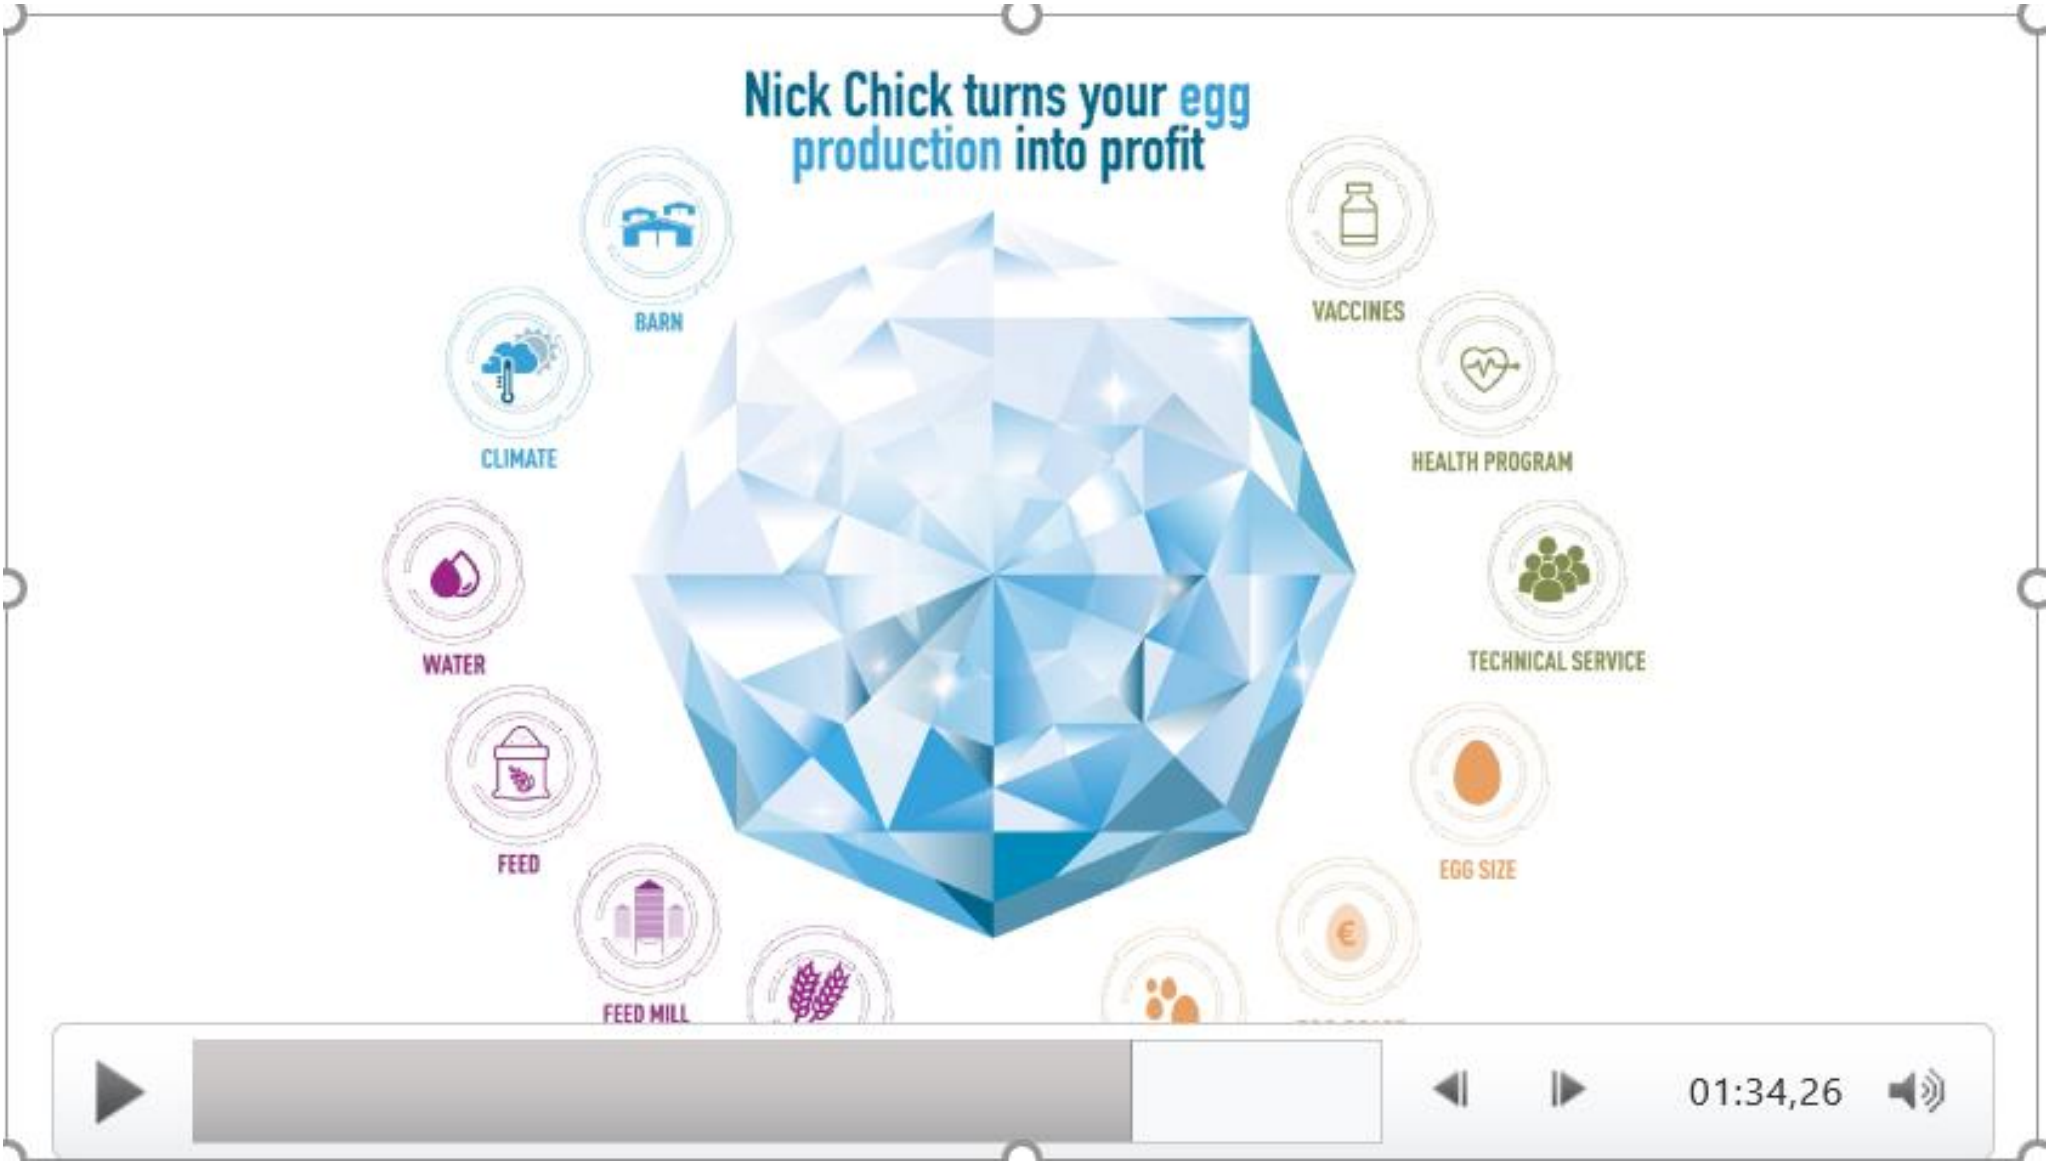 Nick Chick turns your egg
production into profit
BARN
VACCINES
CLIMATE
HEALTH PROGRAM
WATER
TECHNICAL SERVICE
FEED
EGG SIZE
€
FEED MILL
01:34,26